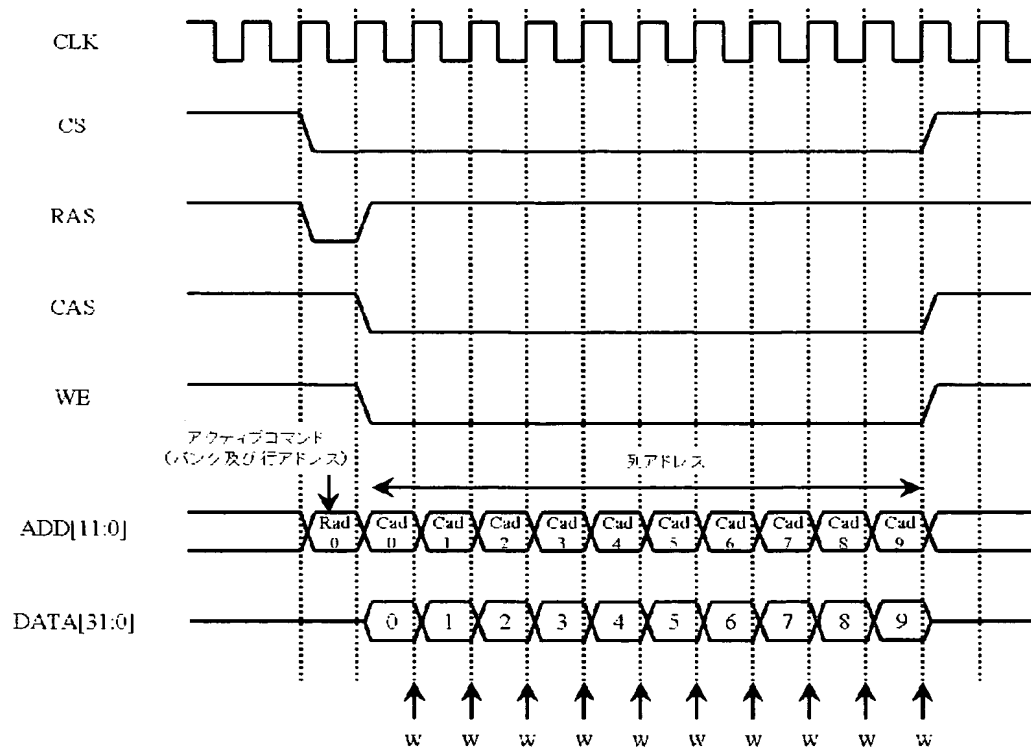 CLK
CS
RAS
CAS
WE
アクティブコマンド
(バンク及び行アドレス)
列アドレス
ADD[11:0]
Rad 0
Cad 0
Cad 1
Cad 2
Cad 3
Cad 4
Cad 5
Cad 6
Cad 7
Cad 8
Cad 9
DATA[31:0]
0 1 2 3 4 5 6 7 8 9
W W W W W W W W W W